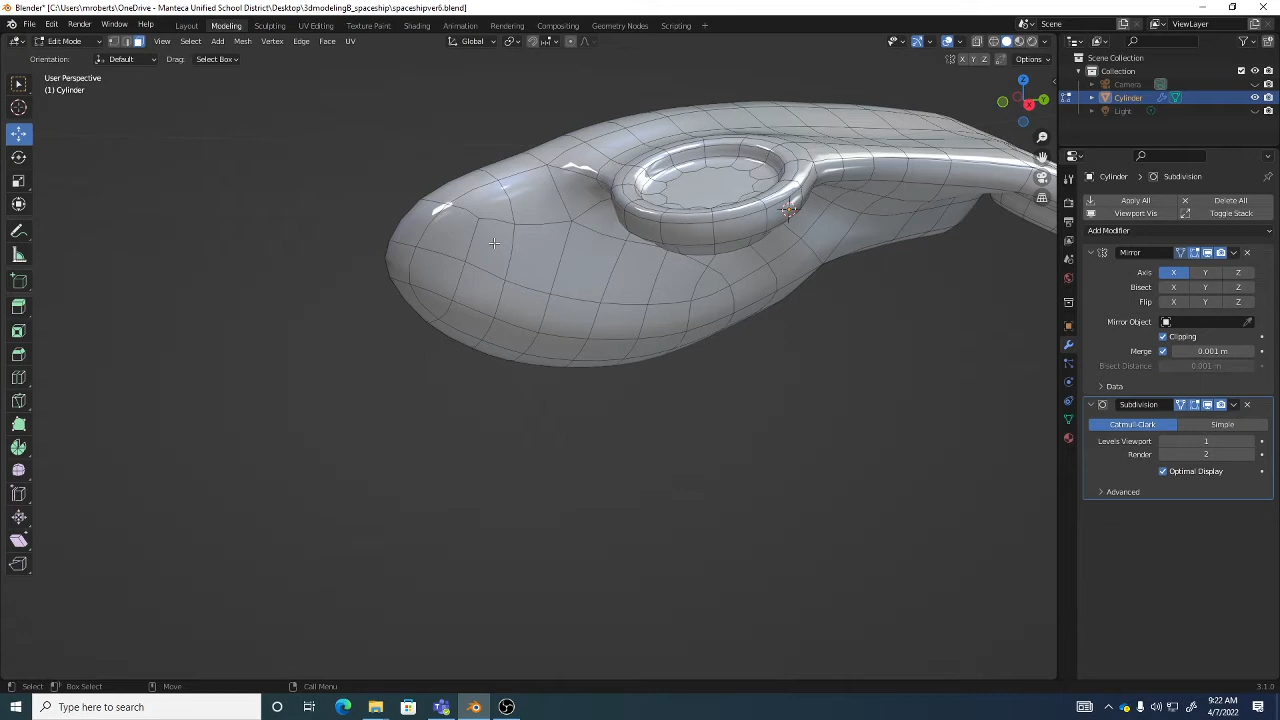 Blender* [C:\Users\mroberts\OneDrive - Manteca Unified School District\Desktop\3dmodelingB_spaceship\spaceshipver6.blend]
File Edit Render Window Help Layout Modeling Sculpting UV Editing Texture Paint Shading Animation Rendering Compositing Geometry Nodes Scripting + Scene ViewLayer
Edit Mode View Select Add Mesh Vertex Edge Face UV Global
Orientation: Default Drag: Select Box X Y Z Options
User Perspective
(1) Cylinder
Z
Y
X
Scene Collection
Collection
Camera
Cylinder
Light
Cylinder > Subdivision
Apply All Delete All
Viewport Vis Toggle Stack
Add Modifier
Mirror
Axis X Y Z
Bisect X Y Z
Flip X Y Z
Mirror Object
Clipping
Merge 0.001 m
Bisect Distance 0.001 m
Data
Subdivision
Catmull-Clark Simple
Levels Viewport 1
Render 2
Optimal Display
Advanced
Select Box Select Move Call Menu 3.1.0
Type here to search
9:22 AM
4/7/2022